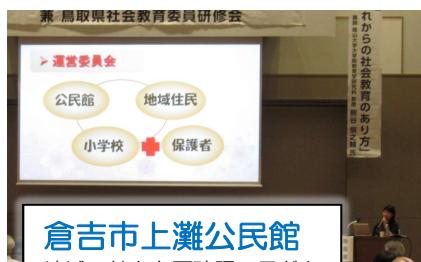 兼 鳥取県社会教育委員研修会
➢ 運営委員会
公民館
地域住民
小学校
保護者
れからの社会教育のあり方」
倉吉市上灘公民館